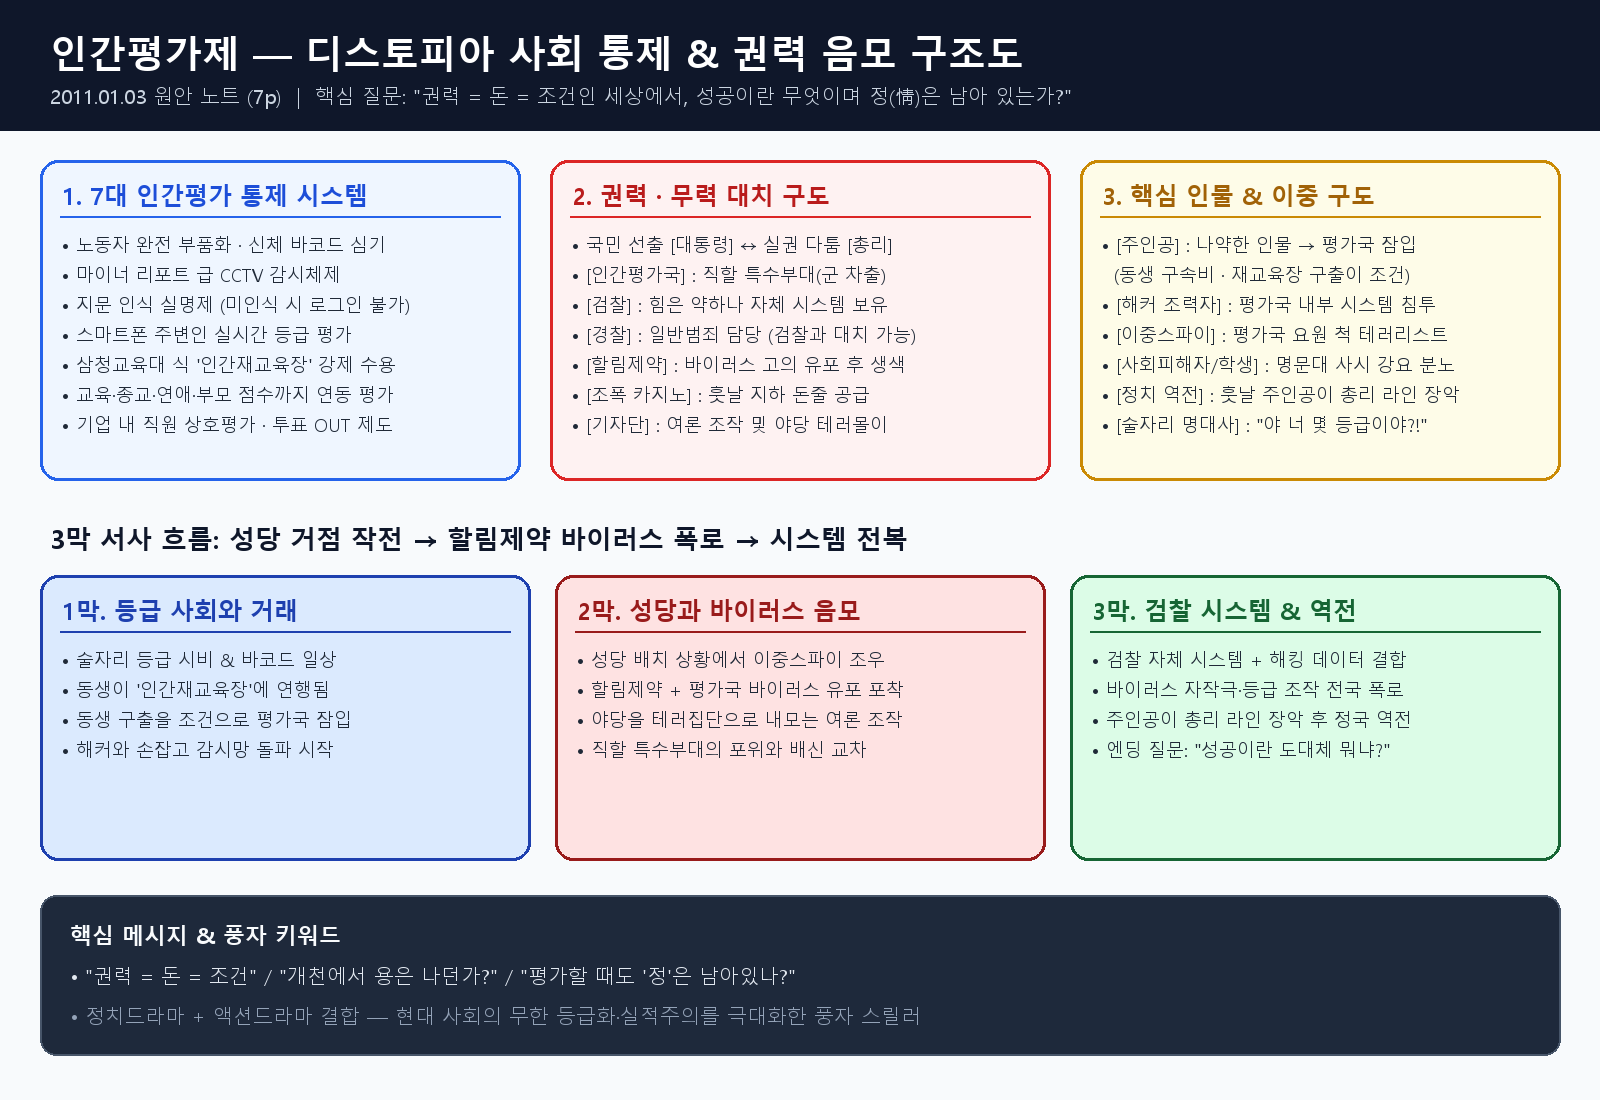 인간평가제 — 디스토피아 사회 통제 & 권력 음모 구조도
2011.01.03 원안 노트 (7p) | 핵심 질문: "권력 = 돈 = 조건인 세상에서, 성공이란 무엇이며 정(情)은 남아 있는가?"
1. 7대 인간평가 통제 시스템
• 노동자 완전 부품화 · 신체 바코드 심기
• 마이너 리포트 급 CCTV 감시체제
• 지문 인식 실명제 (미인식 시 로그인 불가)
• 스마트폰 주변인 실시간 등급 평가
• 삼청교육대 식 '인간재교육장' 강제 수용
• 교육·종교·연애·부모 점수까지 연동 평가
• 기업 내 직원 상호평가 · 투표 OUT 제도
2. 권력 · 무력 대치 구도
• 국민 선출 [대통령] ↔ 실권 다툼 [총리]
• [인간평가국] : 직할 특수부대(군 차출)
• [검찰] : 힘은 약하나 자체 시스템 보유
• [경찰] : 일반범죄 담당 (검찰과 대치 가능)
• [할림제약] : 바이러스 고의 유포 후 생색
• [조폭 카지노] : 훗날 지하 돈줄 공급
• [기자단] : 여론 조작 및 야당 테러몰이
3. 핵심 인물 & 이중 구도
• [주인공] : 나약한 인물 → 평가국 잠입
(동생 구속비 · 재교육장 구출이 조건)
• [해커 조력자] : 평가국 내부 시스템 침투
• [이중스파이] : 평가국 요원 척 테러리스트
• [사회피해자/학생] : 명문대 사시 강요 분노
• [정치 역전] : 훗날 주인공이 총리 라인 장악
• [술자리 명대사] : "야 너 몇 등급이야?!"
3막 서사 흐름: 성당 거점 작전 → 할림제약 바이러스 폭로 → 시스템 전복
1막. 등급 사회와 거래
• 술자리 등급 시비 & 바코드 일상
• 동생이 '인간재교육장'에 연행됨
• 동생 구출을 조건으로 평가국 잠입
• 해커와 손잡고 감시망 돌파 시작
2막. 성당과 바이러스 음모
• 성당 배치 상황에서 이중스파이 조우
• 할림제약 + 평가국 바이러스 유포 포착
• 야당을 테러집단으로 내모는 여론 조작
• 직할 특수부대의 포위와 배신 교차
3막. 검찰 시스템 & 역전
• 검찰 자체 시스템 + 해킹 데이터 결합
• 바이러스 자작극·등급 조작 전국 폭로
• 주인공이 총리 라인 장악 후 정국 역전
• 엔딩 질문: "성공이란 도대체 뭐냐?"
핵심 메시지 & 풍자 키워드
• "권력 = 돈 = 조건" / "개천에서 용은 나던가?" / "평가할 때도 '정'은 남아있나?"
• 정치드라마 + 액션드라마 결합 — 현대 사회의 무한 등급화·실적주의를 극대화한 풍자 스릴러